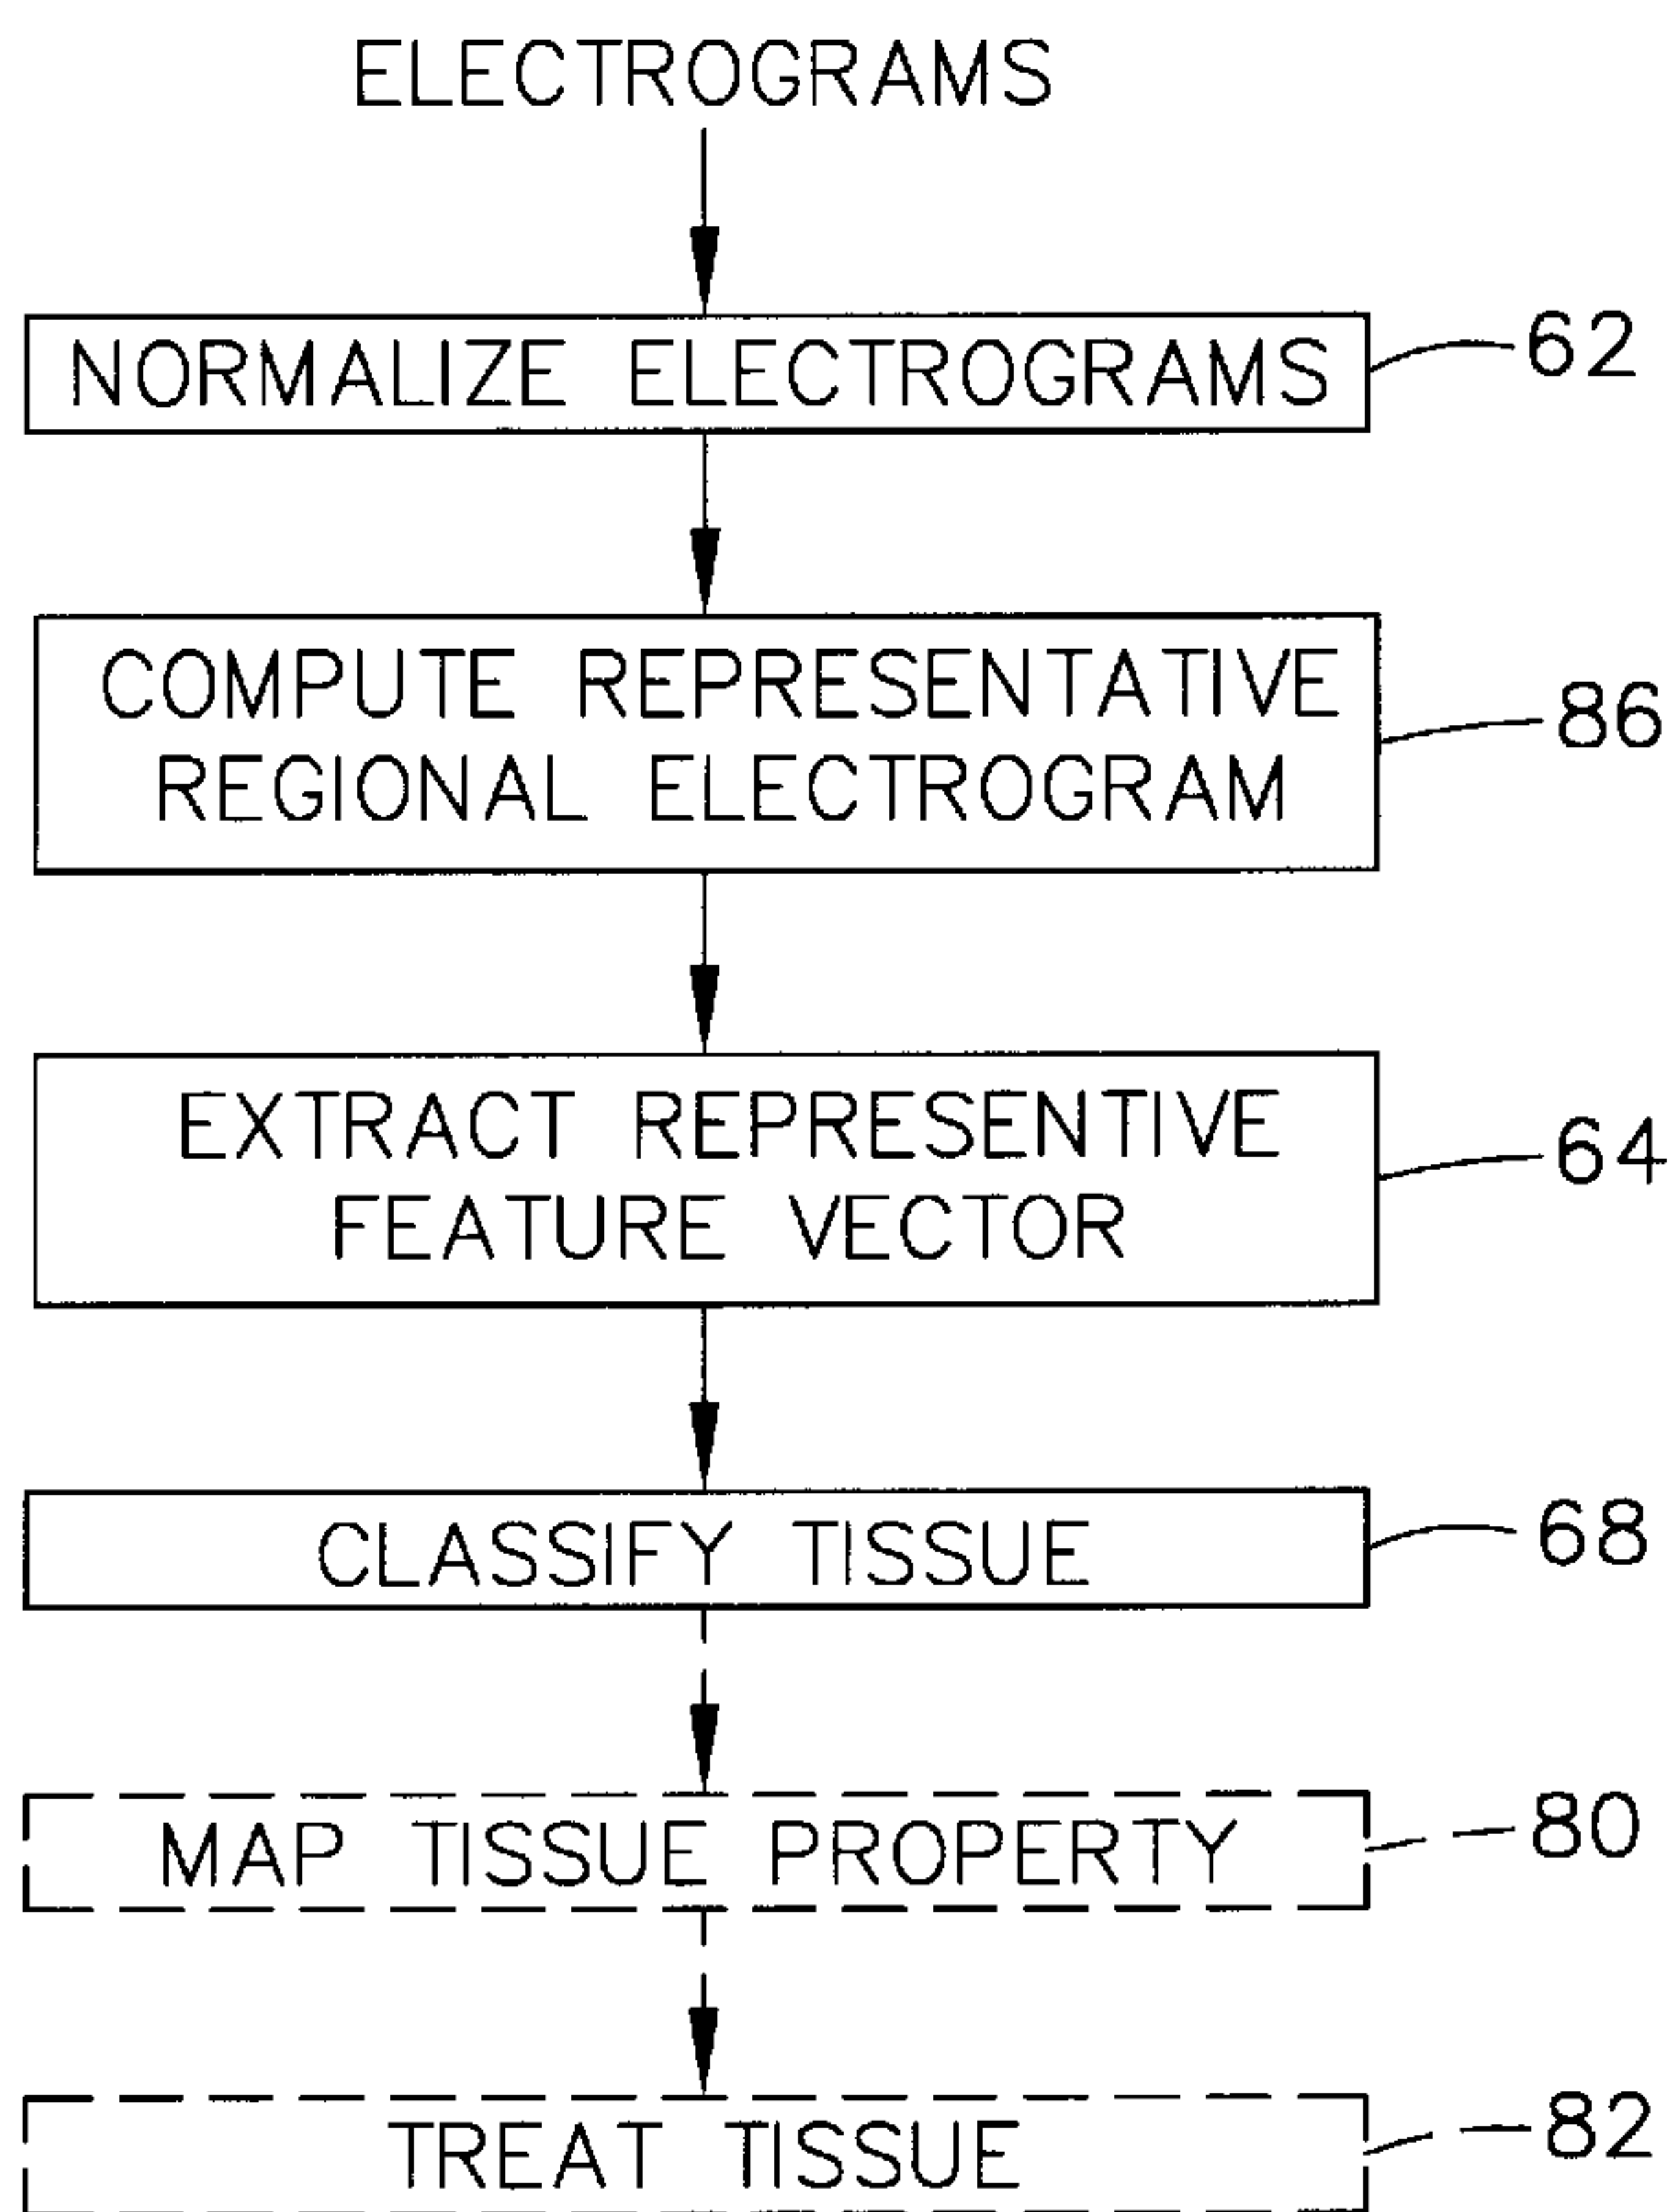 ELECTROGRAMS
NORMALIZE ELECTROGRAMS
62
COMPUTE REPRESENTATIVE
REGIONAL ELECTROGRAM
86
EXTRACT REPRESENTIVE
FEATURE VECTOR
64
CLASSIFY TISSUE
68
MAP TISSUE PROPERTY
80
TREAT TISSUE
82